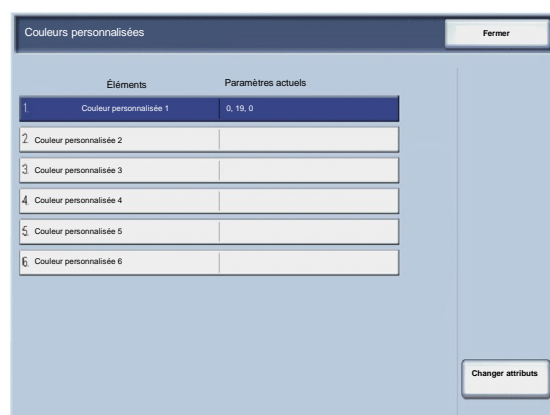 Couleurs personnalisées
Fermer
Éléments Paramètres actuels
1. Couleur personnalisée 1 0, 19, 0
2. Couleur personnalisée 2
3. Couleur personnalisée 3
4. Couleur personnalisée 4
5. Couleur personnalisée 5
6. Couleur personnalisée 6
Changer attributs